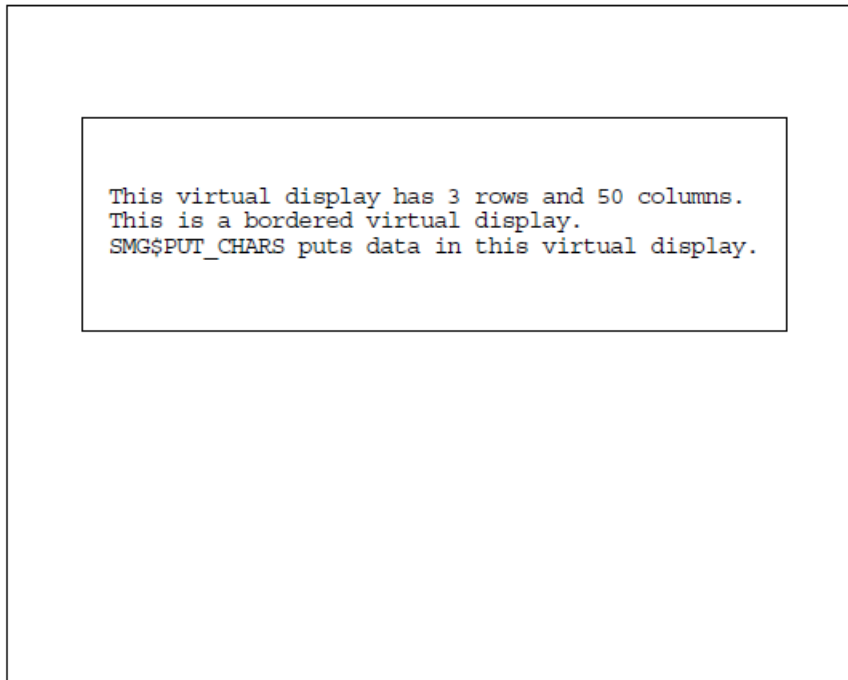 This virtual display has 3 rows and 50 columns.
This is a bordered virtual display.
SMG$PUT_CHARS puts data in this virtual display.